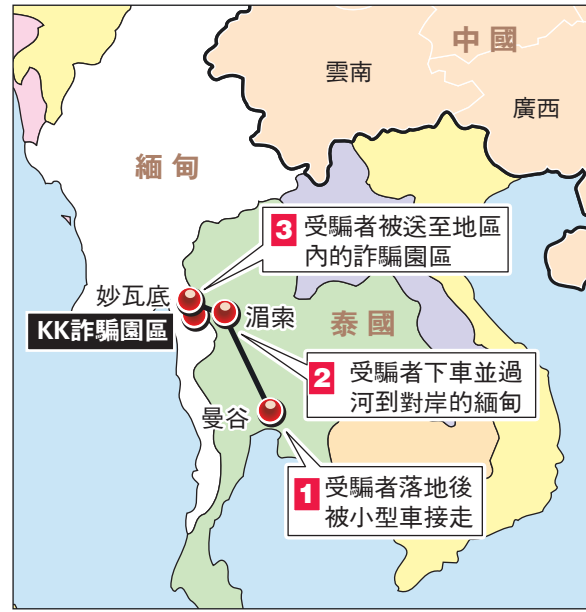 中國
雲南
廣西
緬甸
3 受騙者被送至地區
內的詐騙園區
妙瓦底
KK詐騙園區
湄索
泰國
2 受騙者下車並過
河到對岸的緬甸
曼谷
1 受騙者落地後
被小型車接走